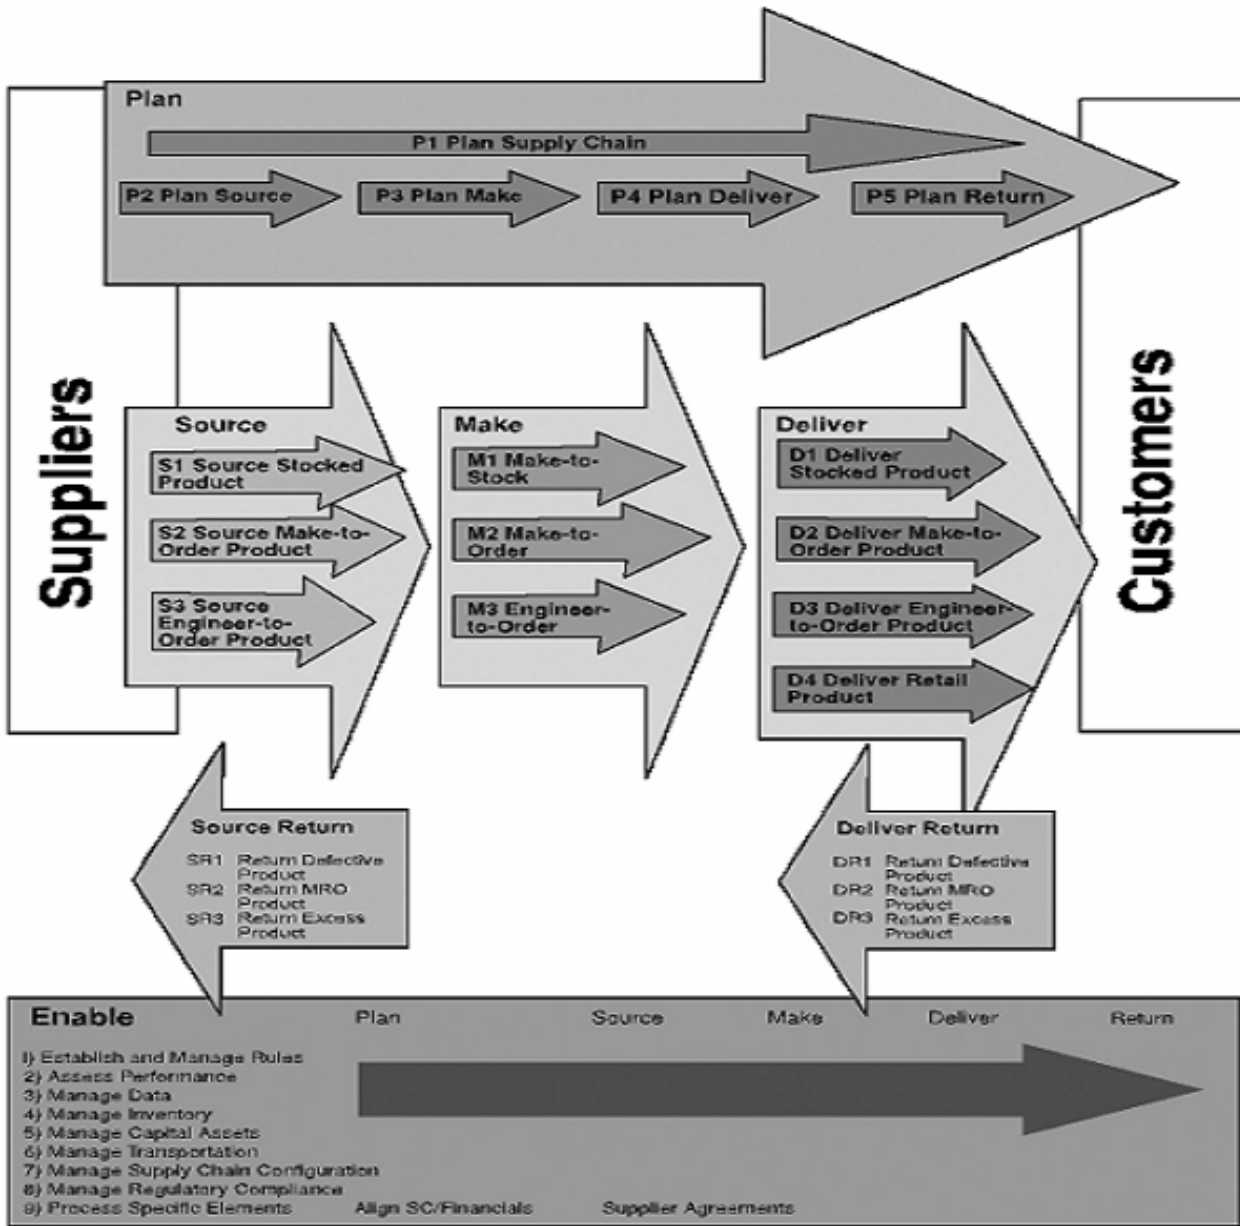 Plan
P1 Plan Supply Chain
P2 Plan Source
P3 Plan Make
P4 Plan Deliver
P5 Plan Return
Suppliers
Customers
Source
S1 Source Stocked
Product
S2 Source Make-to-
Order Product
S3 Source
Engineer-to-
Order Product
Make
M1 Make-to-
Stock
M2 Make-to-
Order
M3 Engineer-
to-Order
Deliver
D1 Deliver
Stocked Product
D2 Deliver Make-to-
Order Product
D3 Deliver Engineer-
to-Order Product
D4 Deliver Retail
Product
Source Return
SR1 Return Defective
Product
SR2 Return MRO
Product
SR3 Return Excess
Product
Deliver Return
DR1 Return Defective
Product
DR2 Return MRO
Product
DR3 Return Excess
Product
Enable
Plan
Source
Make
Deliver
Return
1) Establish and Manage Rules
2) Assess Performance
3) Manage Data
4) Manage Inventory
5) Manage Capital Assets
6) Manage Transportation
7) Manage Supply Chain Configuration
8) Manage Regulatory Compliance
9) Process Specific Elements
Align SC/Financials
Supplier Agreements